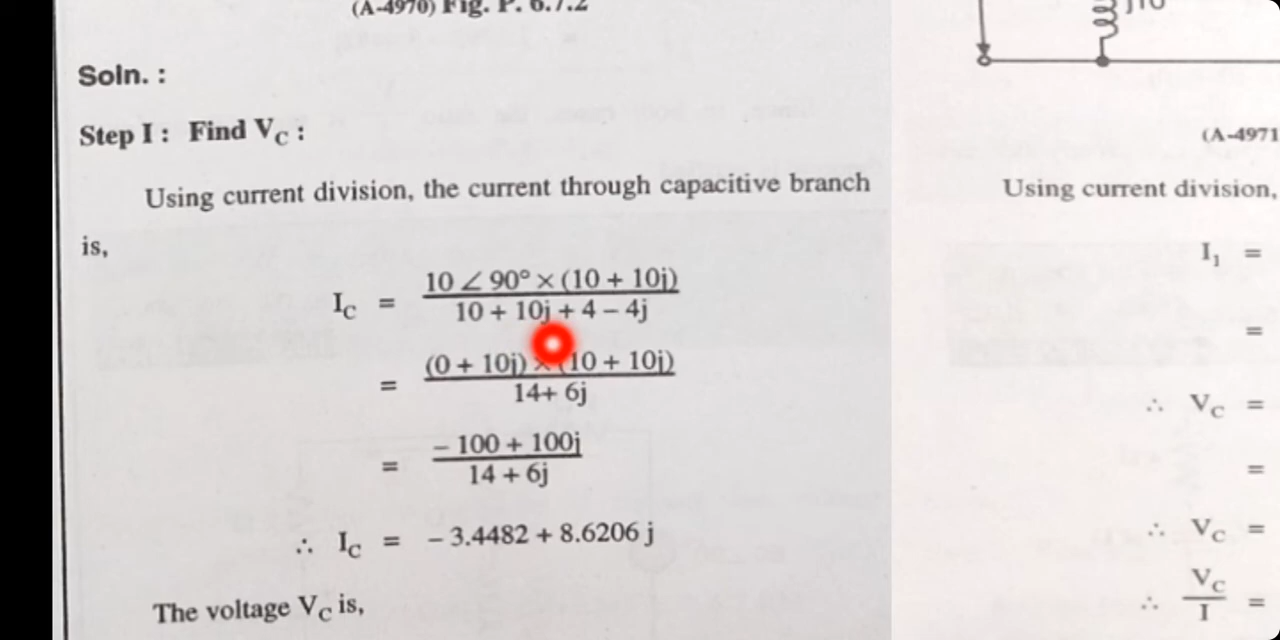 (A-4970) Fig. P. 6.7.2
Soln. :
Step I : Find V_C :
Using current division, the current through capacitive branch
is,
I_C = 10 ∠ 90° × (10 + 10j) / 10 + 10j + 4 – 4j
= (0 + 10j) × (10 + 10j) / 14+ 6j
= – 100 + 100j / 14 + 6j
∴ I_C = – 3.4482 + 8.6206 j
The voltage V_C is,
j10
(A-4971
Using current division,
I₁ =
=
∴ V_C =
=
∴ V_C =
∴ V_C / I =